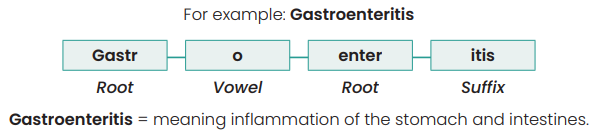 For example: Gastroenteritis
Gastr o enter itis
Root Vowel Root Suffix
Gastroenteritis = meaning inflammation of the stomach and intestines.